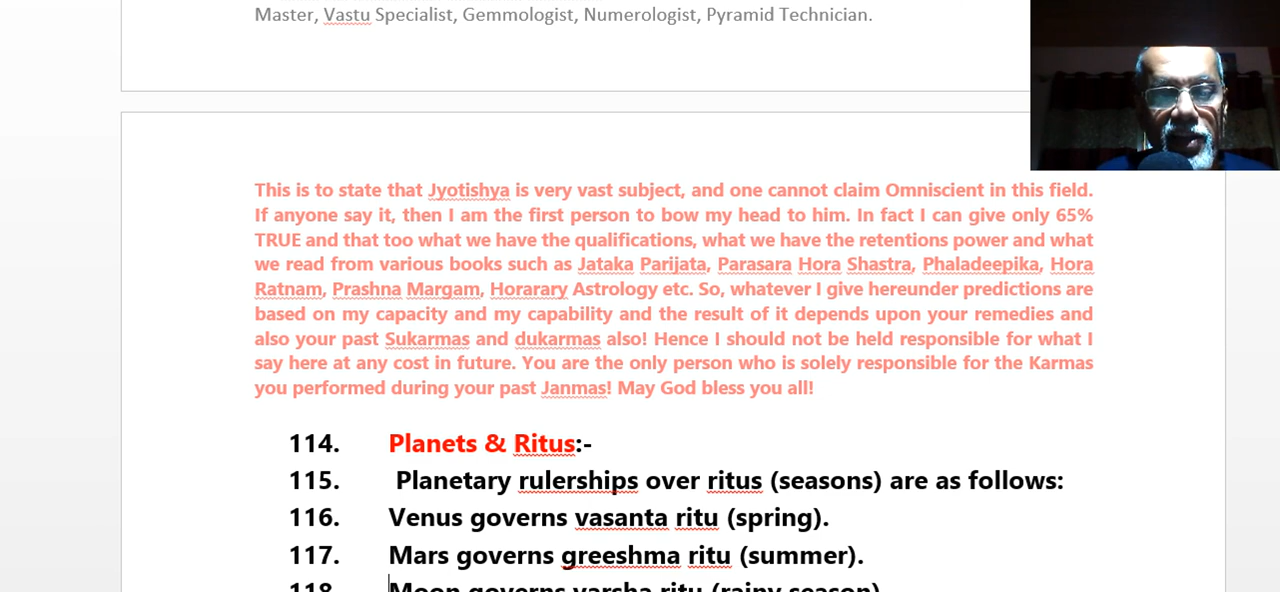 Master, Vastu Specialist, Gemmologist, Numerologist, Pyramid Technician.
This is to state that Jyotishya is very vast subject, and one cannot claim Omniscient in this field.
If anyone say it, then I am the first person to bow my head to him. In fact I can give only 65%
TRUE and that too what we have the qualifications, what we have the retentions power and what
we read from various books such as Jataka Parijata, Parasara Hora Shastra, Phaladeepika, Hora
Ratnam, Prashna Margam, Horarary Astrology etc. So, whatever I give hereunder predictions are
based on my capacity and my capability and the result of it depends upon your remedies and
also your past Sukarmas and dukarmas also! Hence I should not be held responsible for what I
say here at any cost in future. You are the only person who is solely responsible for the Karmas
you performed during your past Janmas! May God bless you all!
114. Planets & Ritus:-
115. Planetary rulerships over ritus (seasons) are as follows:
116. Venus governs vasanta ritu (spring).
117. Mars governs greeshma ritu (summer).
118. Moon governs varsha ritu (rainy season)